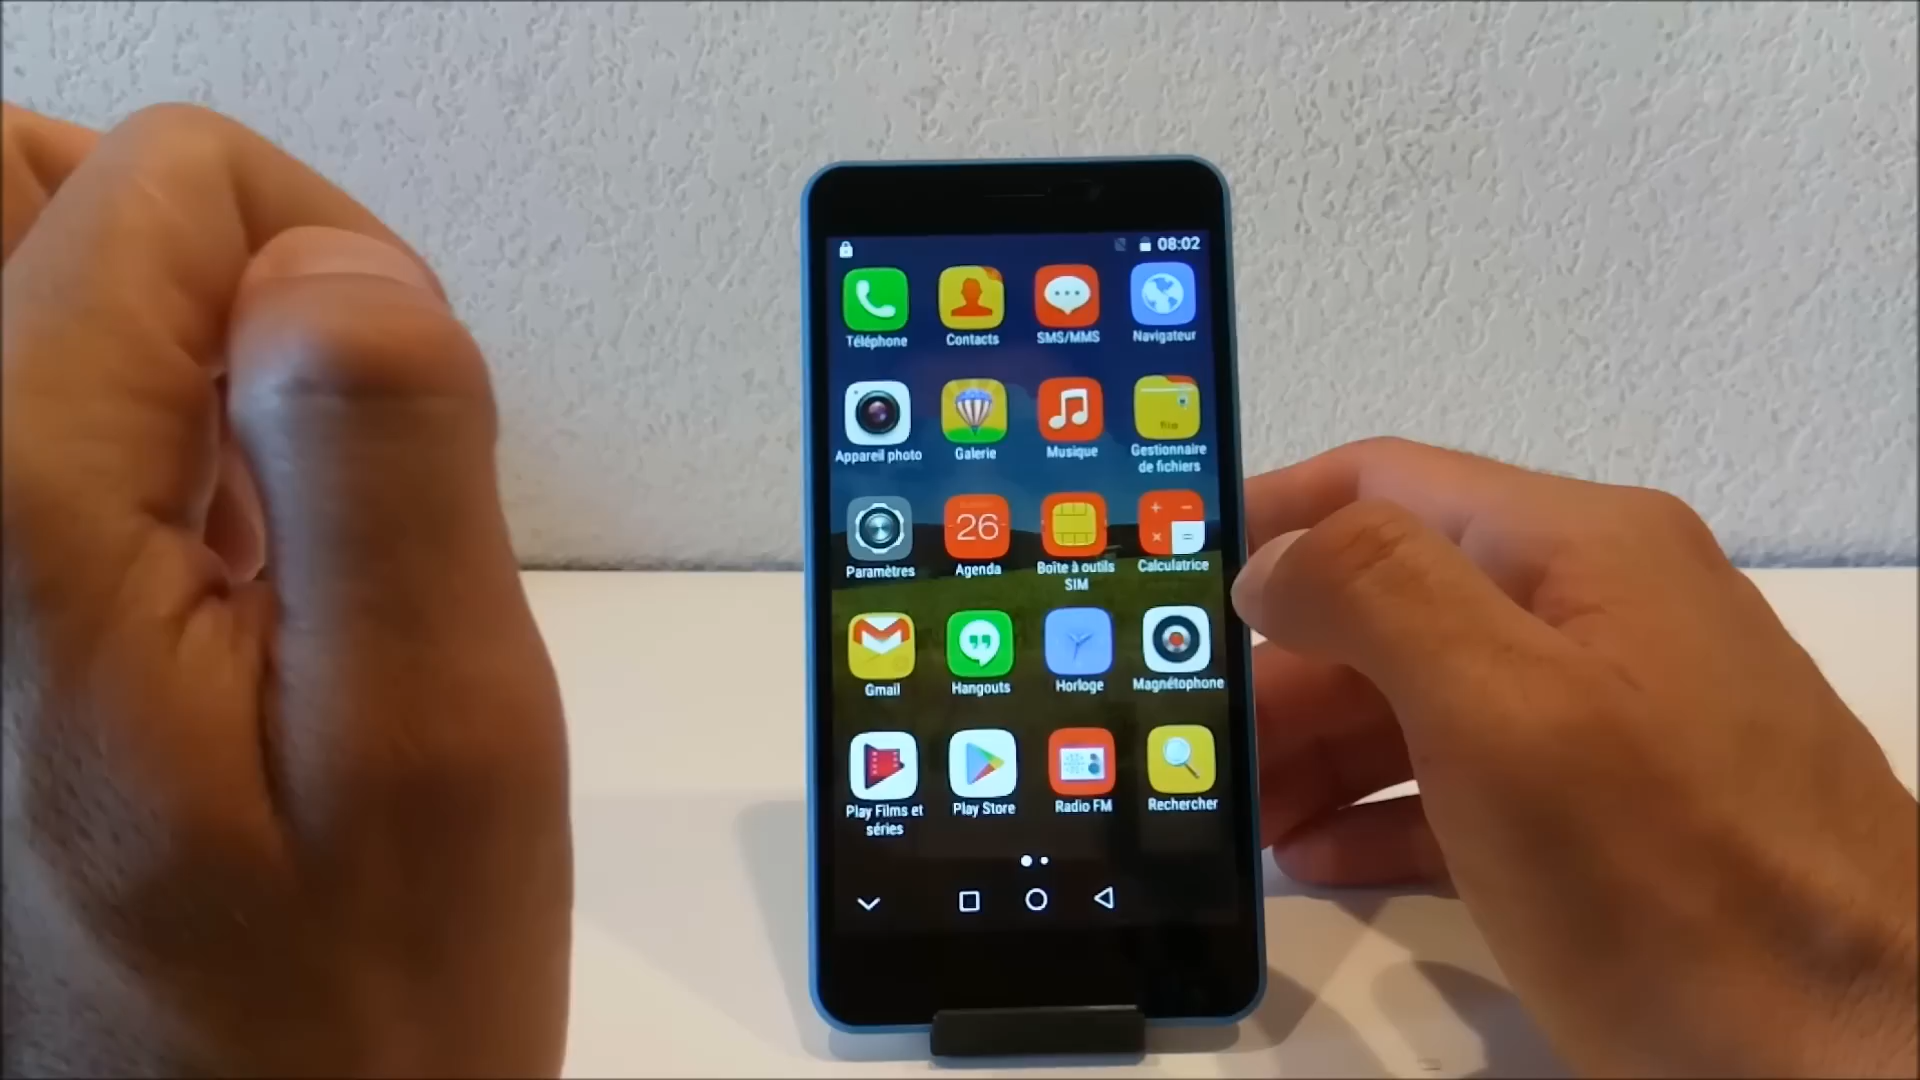 08:02
Téléphone
Contacts
SMS/MMS
Navigateur
Appareil photo
Galerie
Musique
file
Gestionnaire
de fichiers
26
Paramètres
Agenda
Boîte à outils
SIM
Calculatrice
Gmail
Hangouts
Horloge
Magnétophone
Play Films et
séries
Play Store
Radio FM
Rechercher